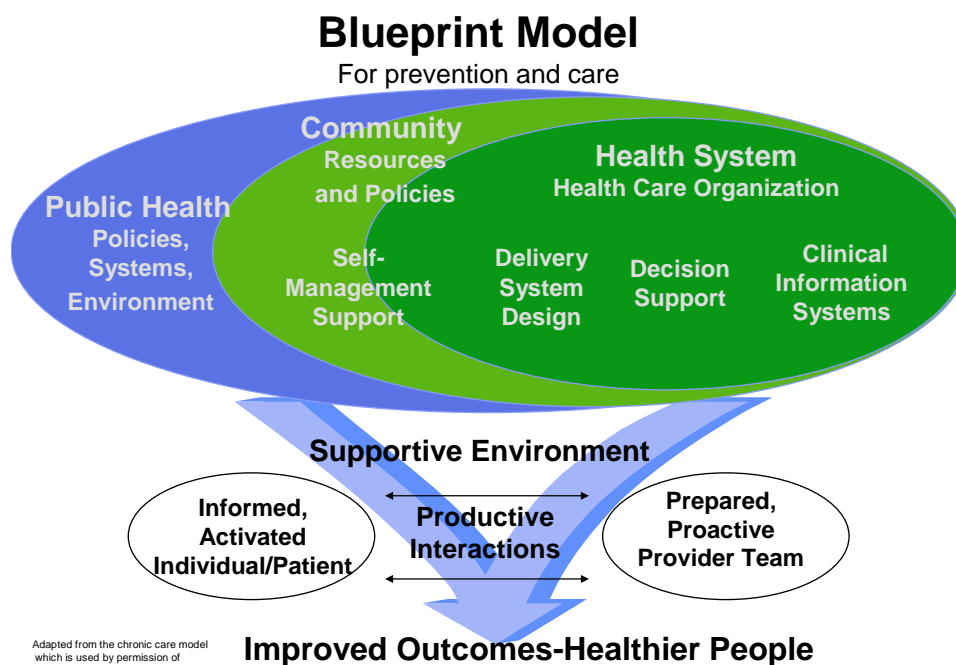 Blueprint Model
For prevention and care
Community
Resources
and Policies
Health System
Health Care Organization
Public Health
Policies,
Systems,
Environment
Self-
Management
Support
Delivery
System
Design
Decision
Support
Clinical
Information
Systems
Supportive Environment
Informed,
Activated
Individual/Patient
Productive
Interactions
Prepared,
Proactive
Provider Team
Improved Outcomes-Healthier People
Adapted from the chronic care model
which is used by permission of